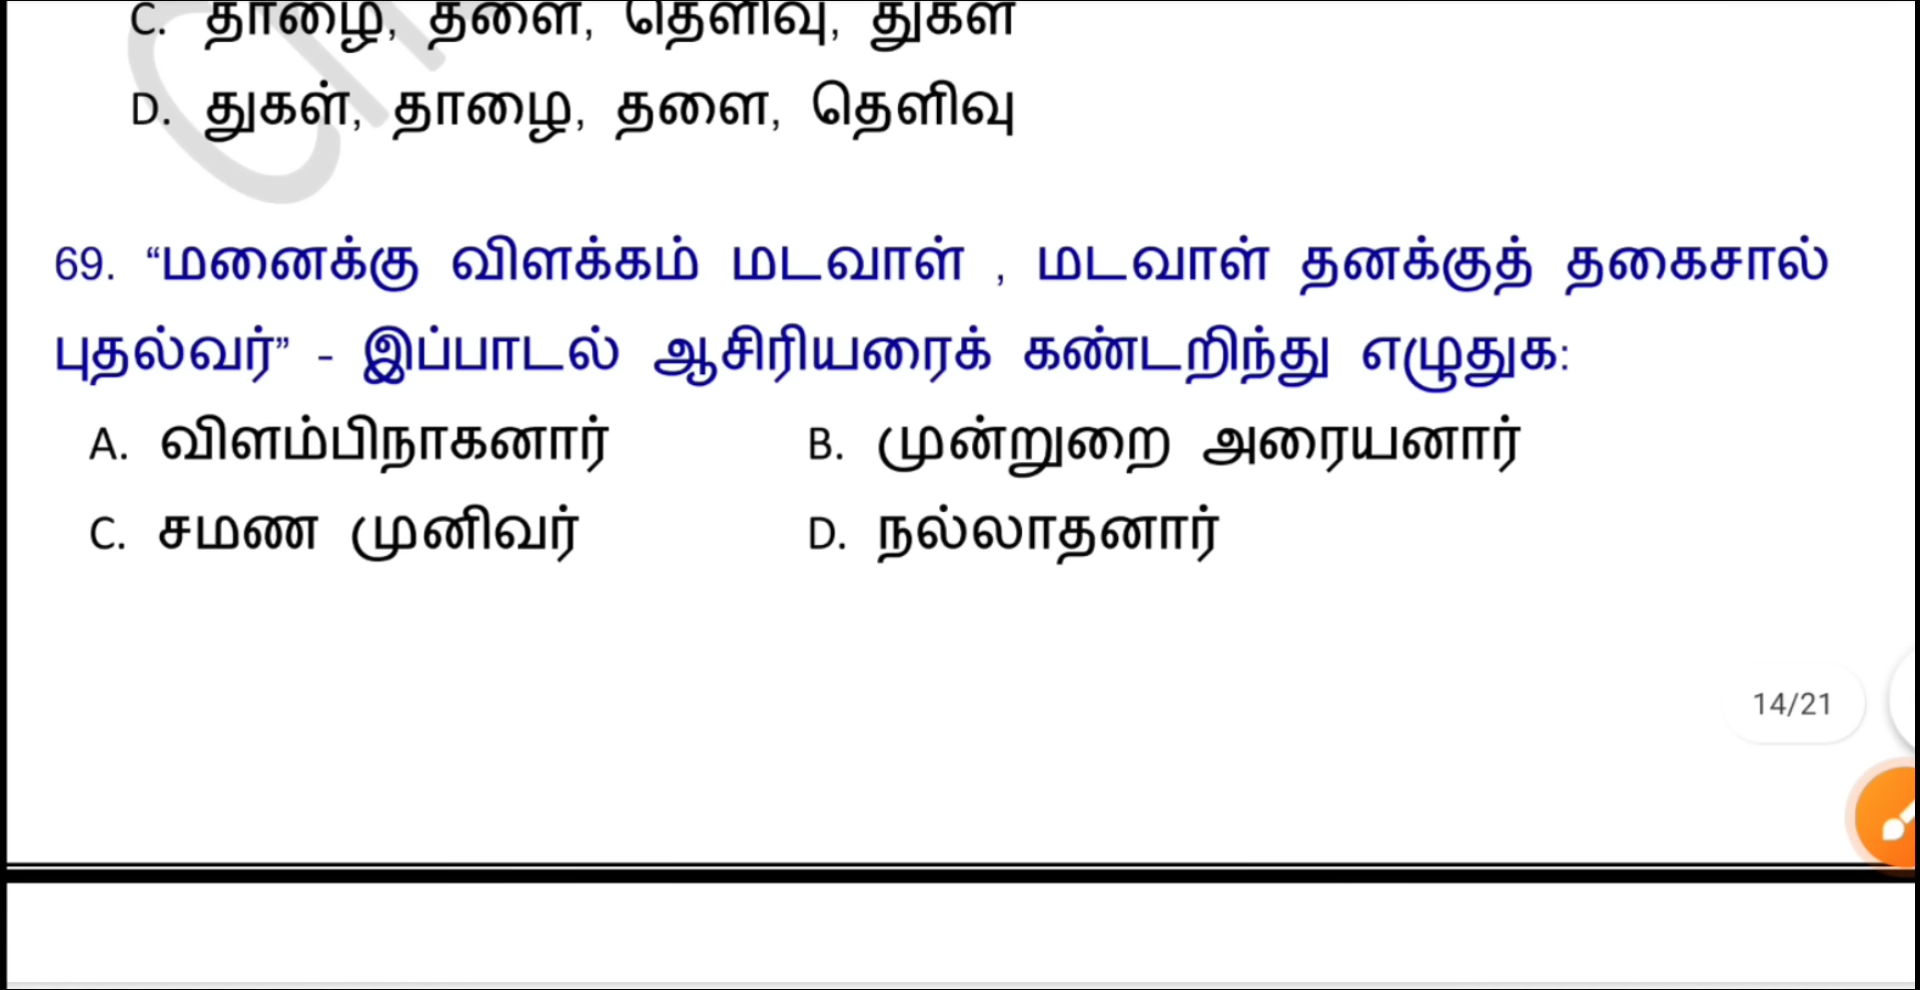 C. தாழை, தளை, தெளிவு, துகள்
D. துகள், தாழை, தளை, தெளிவு
69. “மனைக்கு விளக்கம் மடவாள் , மடவாள் தனக்குத் தகைசால்
புதல்வர்” - இப்பாடல் ஆசிரியரைக் கண்டறிந்து எழுதுக:
A. விளம்பிநாகனார் B. முன்றுறை அரையனார்
C. சமண முனிவர் D. நல்லாதனார்
14/21